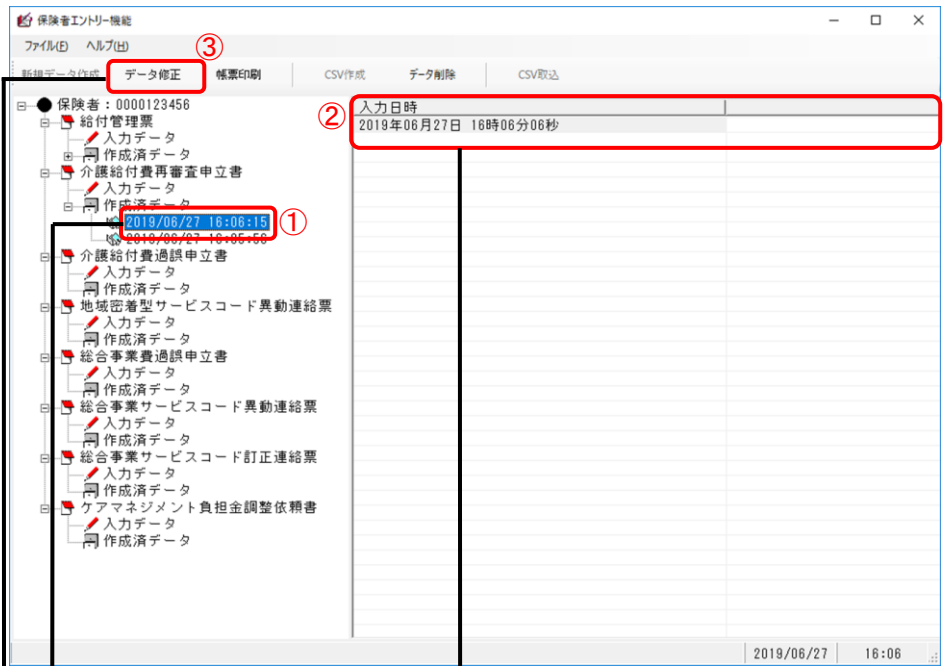 保険者エントリー機能
ファイル(F) ヘルプ(H)
③
新規データ作成 データ修正 帳票印刷 CSV作成 データ削除 CSV取込
保険者：0000123456
給付管理票
入力データ
作成済データ
介護給付費再審査申立書
入力データ
作成済データ
2019/06/27 16:06:15
①
2019/06/27 16:05:56
介護給付費過誤申立書
入力データ
作成済データ
地域密着型サービスコード異動連絡票
入力データ
作成済データ
総合事業費過誤申立書
入力データ
作成済データ
総合事業サービスコード異動連絡票
入力データ
作成済データ
総合事業サービスコード訂正連絡票
入力データ
作成済データ
ケアマネジメント負担金調整依頼書
入力データ
作成済データ
②
入力日時
2019年06月27日 16時06分06秒
2019/06/27 16:06